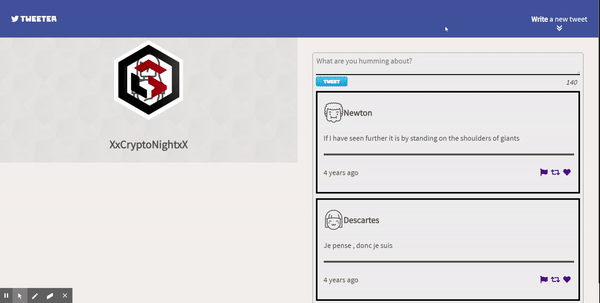 TWEETER
Write a new tweet
XxCryptoNightxX
What are you humming about?
TWEET
140
Newton
If I have seen further it is by standing on the shoulders of giants
4 years ago
Descartes
Je pense , donc je suis
4 years ago